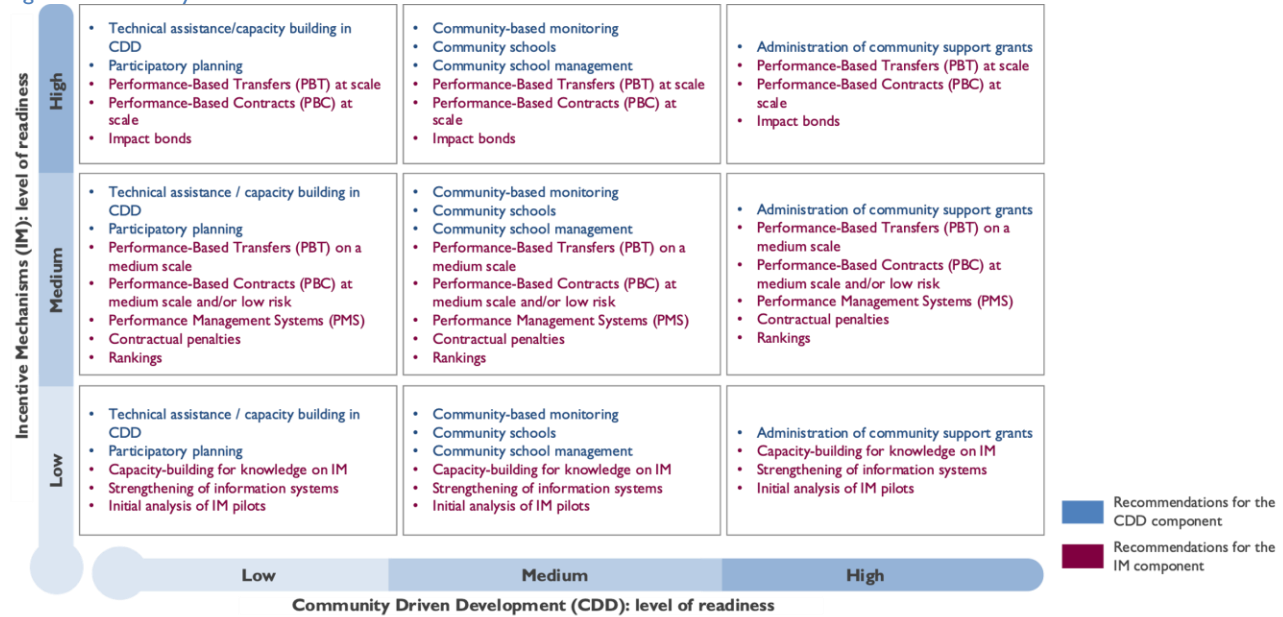 Incentive Mechanisms (IM): level of readiness
High
• Technical assistance/capacity building in
CDD
• Participatory planning
• Performance-Based Transfers (PBT) at scale
• Performance-Based Contracts (PBC) at
scale
• Impact bonds
• Community-based monitoring
• Community schools
• Community school management
• Performance-Based Transfers (PBT) at scale
• Performance-Based Contracts (PBC) at
scale
• Impact bonds
• Administration of community support grants
• Performance-Based Transfers (PBT) at scale
• Performance-Based Contracts (PBC) at
scale
• Impact bonds
Medium
• Technical assistance / capacity building in
CDD
• Participatory planning
• Performance-Based Transfers (PBT) on a
medium scale
• Performance-Based Contracts (PBC) at
medium scale and/or low risk
• Performance Management Systems (PMS)
• Contractual penalties
• Rankings
• Community-based monitoring
• Community schools
• Community school management
• Performance-Based Transfers (PBT) on a
medium scale
• Performance-Based Contracts (PBC) at
medium scale and/or low risk
• Performance Management Systems (PMS)
• Contractual penalties
• Rankings
• Administration of community support grants
• Performance-Based Transfers (PBT) on a
medium scale
• Performance-Based Contracts (PBC) at
medium scale and/or low risk
• Performance Management Systems (PMS)
• Contractual penalties
• Rankings
Low
• Technical assistance / capacity building in
CDD
• Participatory planning
• Capacity-building for knowledge on IM
• Strengthening of information systems
• Initial analysis of IM pilots
• Community-based monitoring
• Community schools
• Community school management
• Capacity-building for knowledge on IM
• Strengthening of information systems
• Initial analysis of IM pilots
• Administration of community support grants
• Capacity-building for knowledge on IM
• Strengthening of information systems
• Initial analysis of IM pilots
Low
Medium
High
Community Driven Development (CDD): level of readiness
Recommendations for the
CDD component
Recommendations for the
IM component